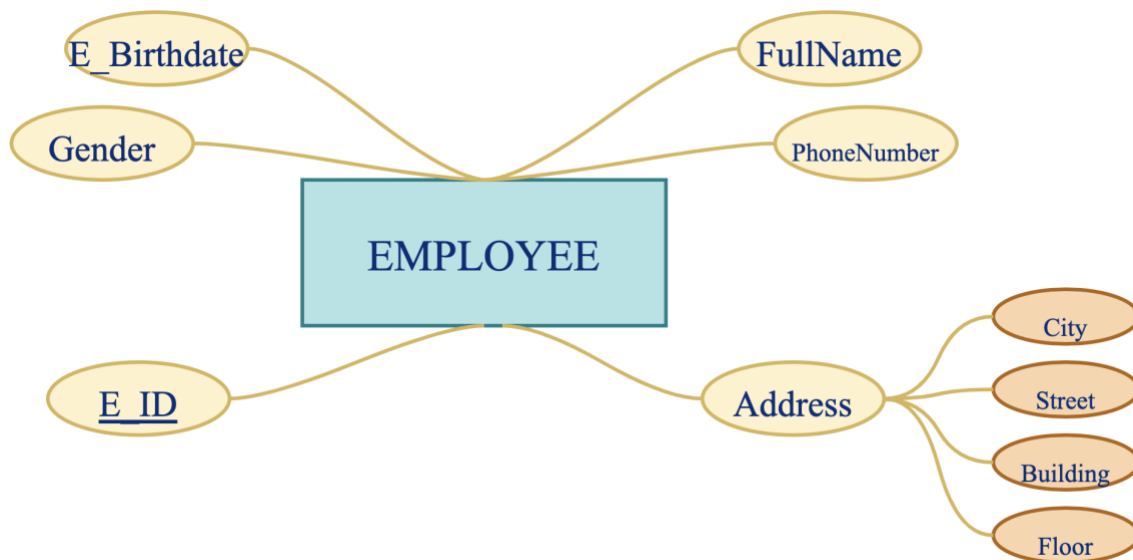 E_Birthdate
FullName
Gender
PhoneNumber
EMPLOYEE
City
E_ID
Address
Street
Building
Floor